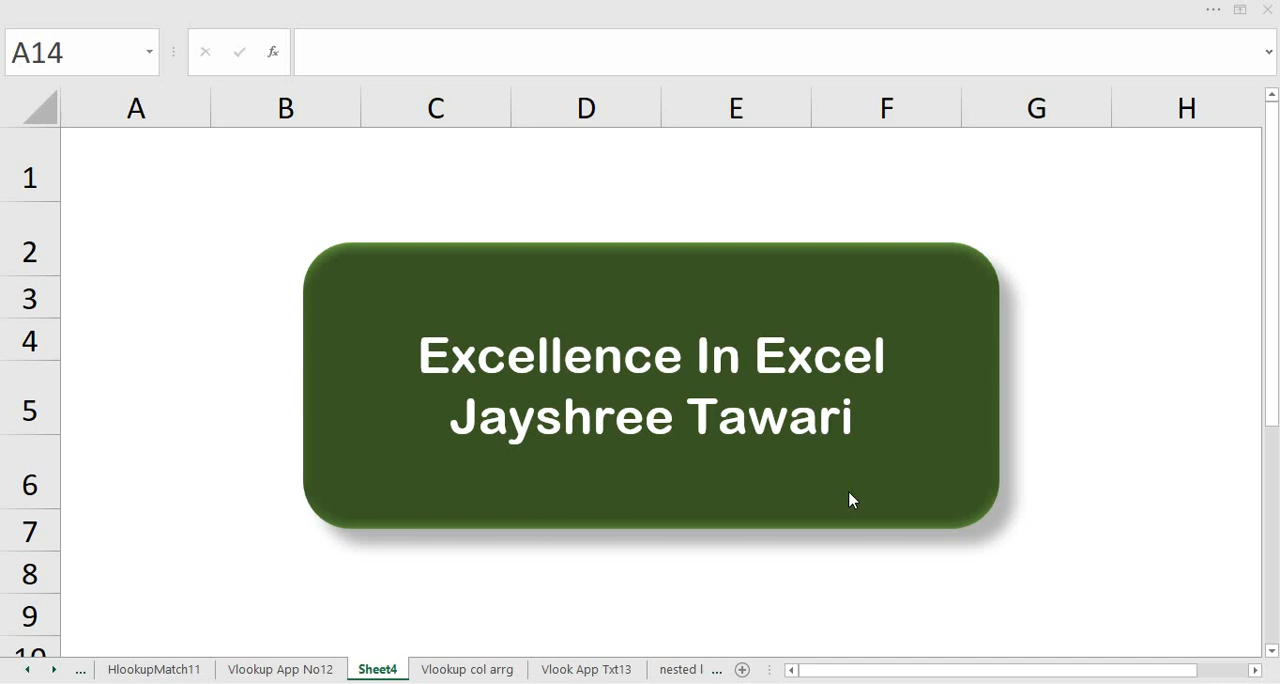 A14
fx
A B C D E F G H
1
2
3
4
5
6
7
8
9
10
Excellence In Excel
Jayshree Tawari
... HlookupMatch11 Vlookup App No12 Sheet4 Vlookup col arrg Vlook App Txt13 nested l ...